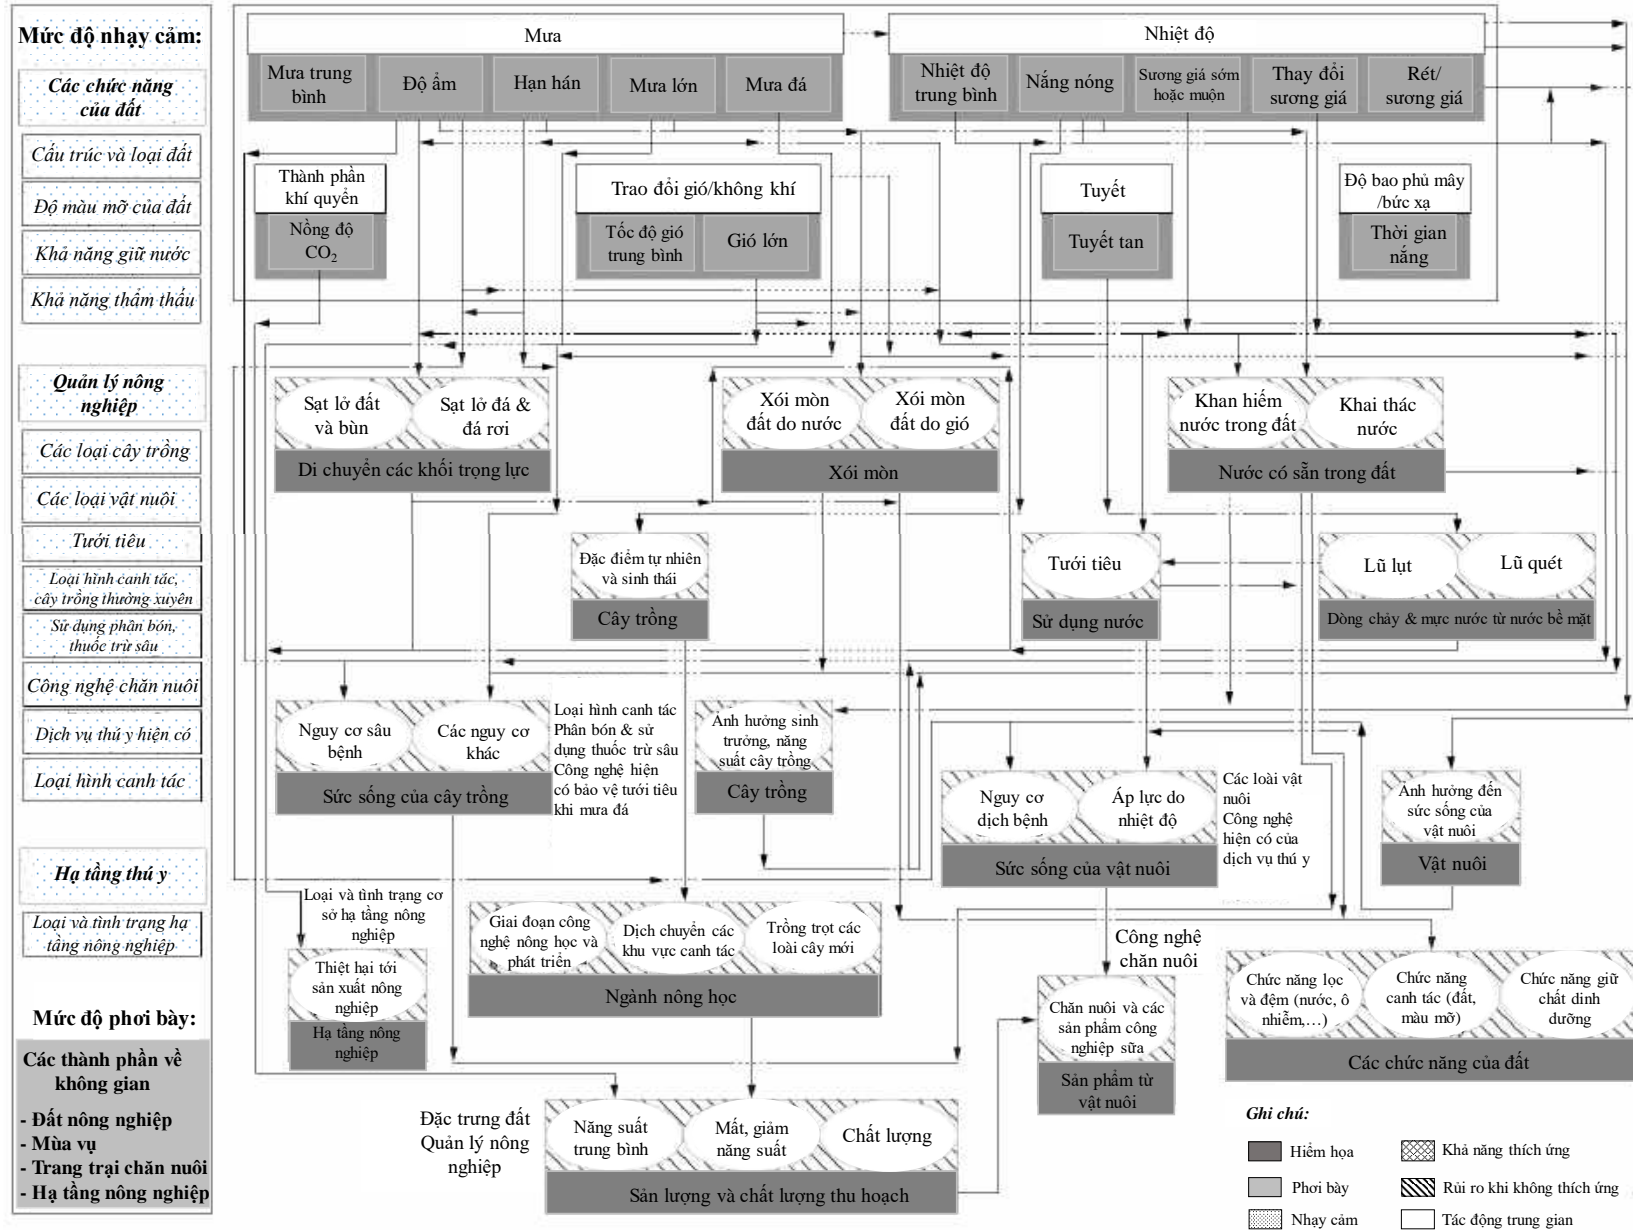 Mức độ nhạy cảm:
Các chức năng
của đất
Cấu trúc và loại đất
Độ màu mỡ của đất
Khả năng giữ nước
Khả năng thẩm thấu
Quản lý nông
nghiệp
Các loại cây trồng
Các loại vật nuôi
Tưới tiêu
Loại hình canh tác,
cây trồng thường xuyên
Sử dụng phân bón,
thuốc trừ sâu
Công nghệ chăn nuôi
Dịch vụ thú y hiện có
Loại hình canh tác
Hạ tầng thú y
Loại và tình trạng hạ
tầng nông nghiệp
Mức độ phơi bày:
Các thành phần về
không gian
- Đất nông nghiệp
- Mùa vụ
- Trang trại chăn nuôi
- Hạ tầng nông nghiệp
Mưa
Mưa trung
bình
Độ ẩm
Hạn hán
Mưa lớn
Mưa đá
Nhiệt độ
Nhiệt độ
trung bình
Nắng nóng
Sương giá sớm
hoặc muộn
Thay đổi
sương giá
Rét/
sương giá
Thành phần
khí quyển
Nồng độ
CO₂
Trao đổi gió/không khí
Tốc độ gió
trung bình
Gió lớn
Tuyết
Tuyết tan
Độ bao phủ mây
/bức xạ
Thời gian
nắng
Sạt lở đất
và bùn
Sạt lở đá &
đá rơi
Di chuyển các khối trọng lực
Xói mòn
đất do nước
Xói mòn
đất do gió
Xói mòn
Khan hiếm
nước trong đất
Khai thác
nước
Nước có sẵn trong đất
Đặc điểm tự nhiên
và sinh thái
Cây trồng
Tưới tiêu
Sử dụng nước
Lũ lụt
Lũ quét
Dòng chảy & mực nước từ nước bề mặt
Nguy cơ sâu
bệnh
Các nguy cơ
khác
Sức sống của cây trồng
Loại hình canh tác
Phân bón & sử
dụng thuốc trừ sâu
Công nghệ hiện
có bảo vệ tưới tiêu
khi mưa đá
Ảnh hưởng sinh
trưởng, năng
suất cây trồng
Cây trồng
Nguy cơ
dịch bệnh
Áp lực do
nhiệt độ
Sức sống của vật nuôi
Các loài vật
nuôi
Công nghệ
hiện có của
dịch vụ thú y
Ảnh hưởng đến
sức sống của
vật nuôi
Vật nuôi
Loại và tình trạng cơ
sở hạ tầng nông
nghiệp
Thiệt hại tới
sản xuất nông
nghiệp
Hạ tầng nông
nghiệp
Giai đoạn công
nghệ nông học và
phát triển
Dịch chuyển các
khu vực canh tác
Trồng trọt các
loài cây mới
Ngành nông học
Công nghệ
chăn nuôi
Chăn nuôi và các
sản phẩm công
nghiệp sữa
Sản phẩm từ
vật nuôi
Chức năng lọc
và đệm (nước, ô
nhiễm,...)
Chức năng
canh tác (đất,
màu mỡ)
Chức năng giữ
chất dinh
dưỡng
Các chức năng của đất
Đặc trưng đất
Quản lý nông
nghiệp
Năng suất
trung bình
Mất, giảm
năng suất
Chất lượng
Sản lượng và chất lượng thu hoạch
Ghi chú:
Hiểm họa
Khả năng thích ứng
Phơi bày
Rủi ro khi không thích ứng
Nhạy cảm
Tác động trung gian